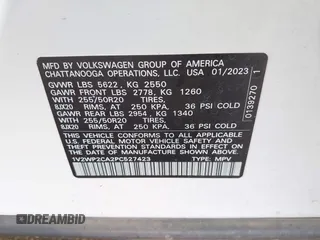 MFD BY VOLKSWAGEN GROUP OF AMERICA
CHATTANOOGA OPERATIONS, LLC. USA 01/2023
GVWR LBS 5622, KG 2550
GAWR FRONT LBS 2778, KG 1260
WITH 255/50R20 TIRES,
8JX20 RIMS, AT 250 KPA, 36 PSI COLD
GAWR REAR LBS 2954, KG 1340
WITH 255/50R20 TIRES,
8JX20 RIMS, AT 250 KPA, 36 PSI COLD
THIS VEHICLE CONFORMS TO ALL APPLICABLE
U.S. FEDERAL MOTOR VEHICLE SAFETY AND
THEFT PREVENTION STANDARDS IN EFFECT ON THE
DATE OF MANUFACTURE SHOWN ABOVE.
1V2WP2CA2PC527423 TYPE: MPV
0139270 1
CARBIDDAMBID